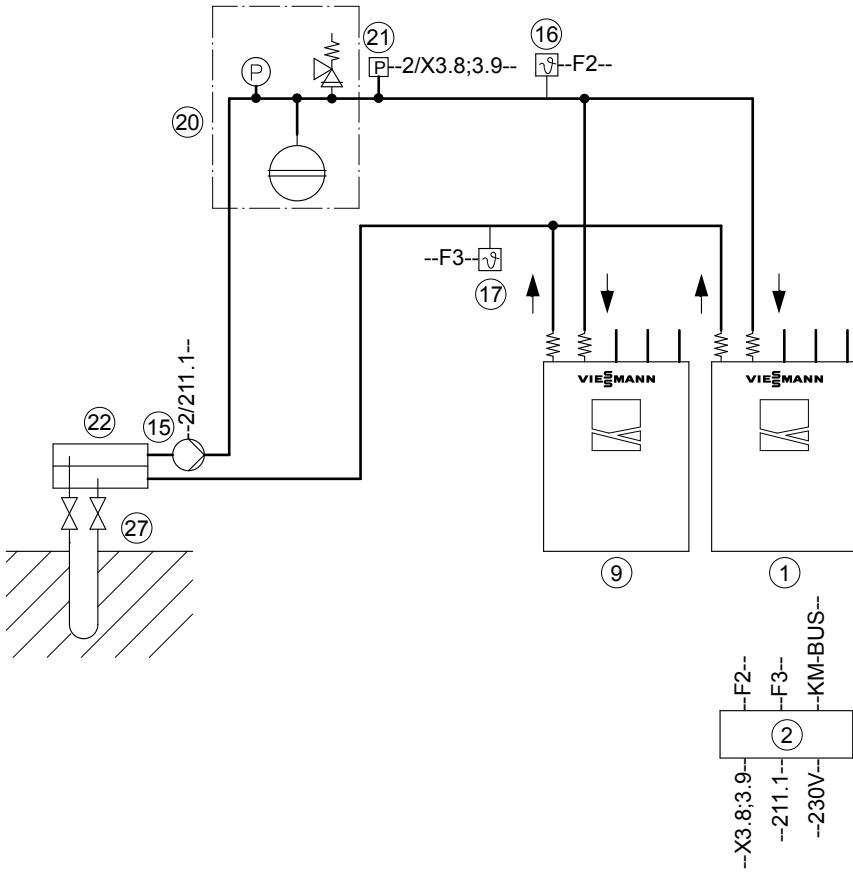 21
16
P
P
--2/X3.8;3.9--
ϑ
--F2--
20
--F3--
ϑ
17
--2/211.1--
VIESMANN
VIESMANN
22
15
27
9
1
--F2--
--F3--
--KM-BUS--
2
--X3.8;3.9--
--211.1--
--230V--